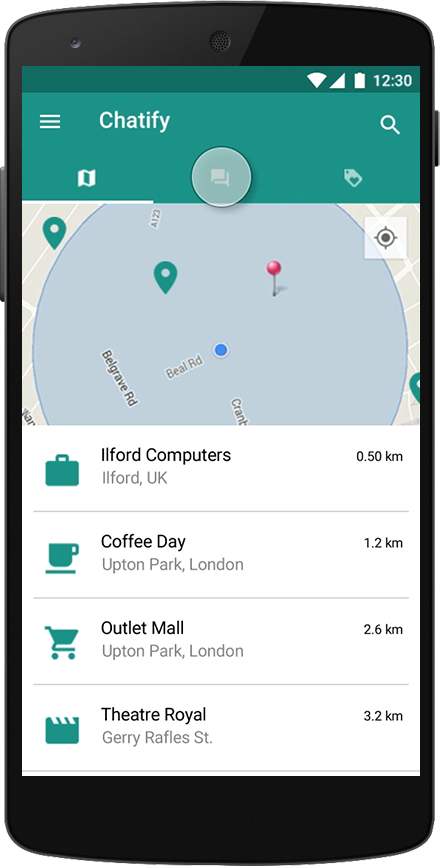 12:30
Chatify
A123
Belgrave Rd
Beal Rd
Ilford Computers 0.50 km
Ilford, UK
Coffee Day 1.2 km
Upton Park, London
Outlet Mall 2.6 km
Upton Park, London
Theatre Royal 3.2 km
Gerry Rafles St.